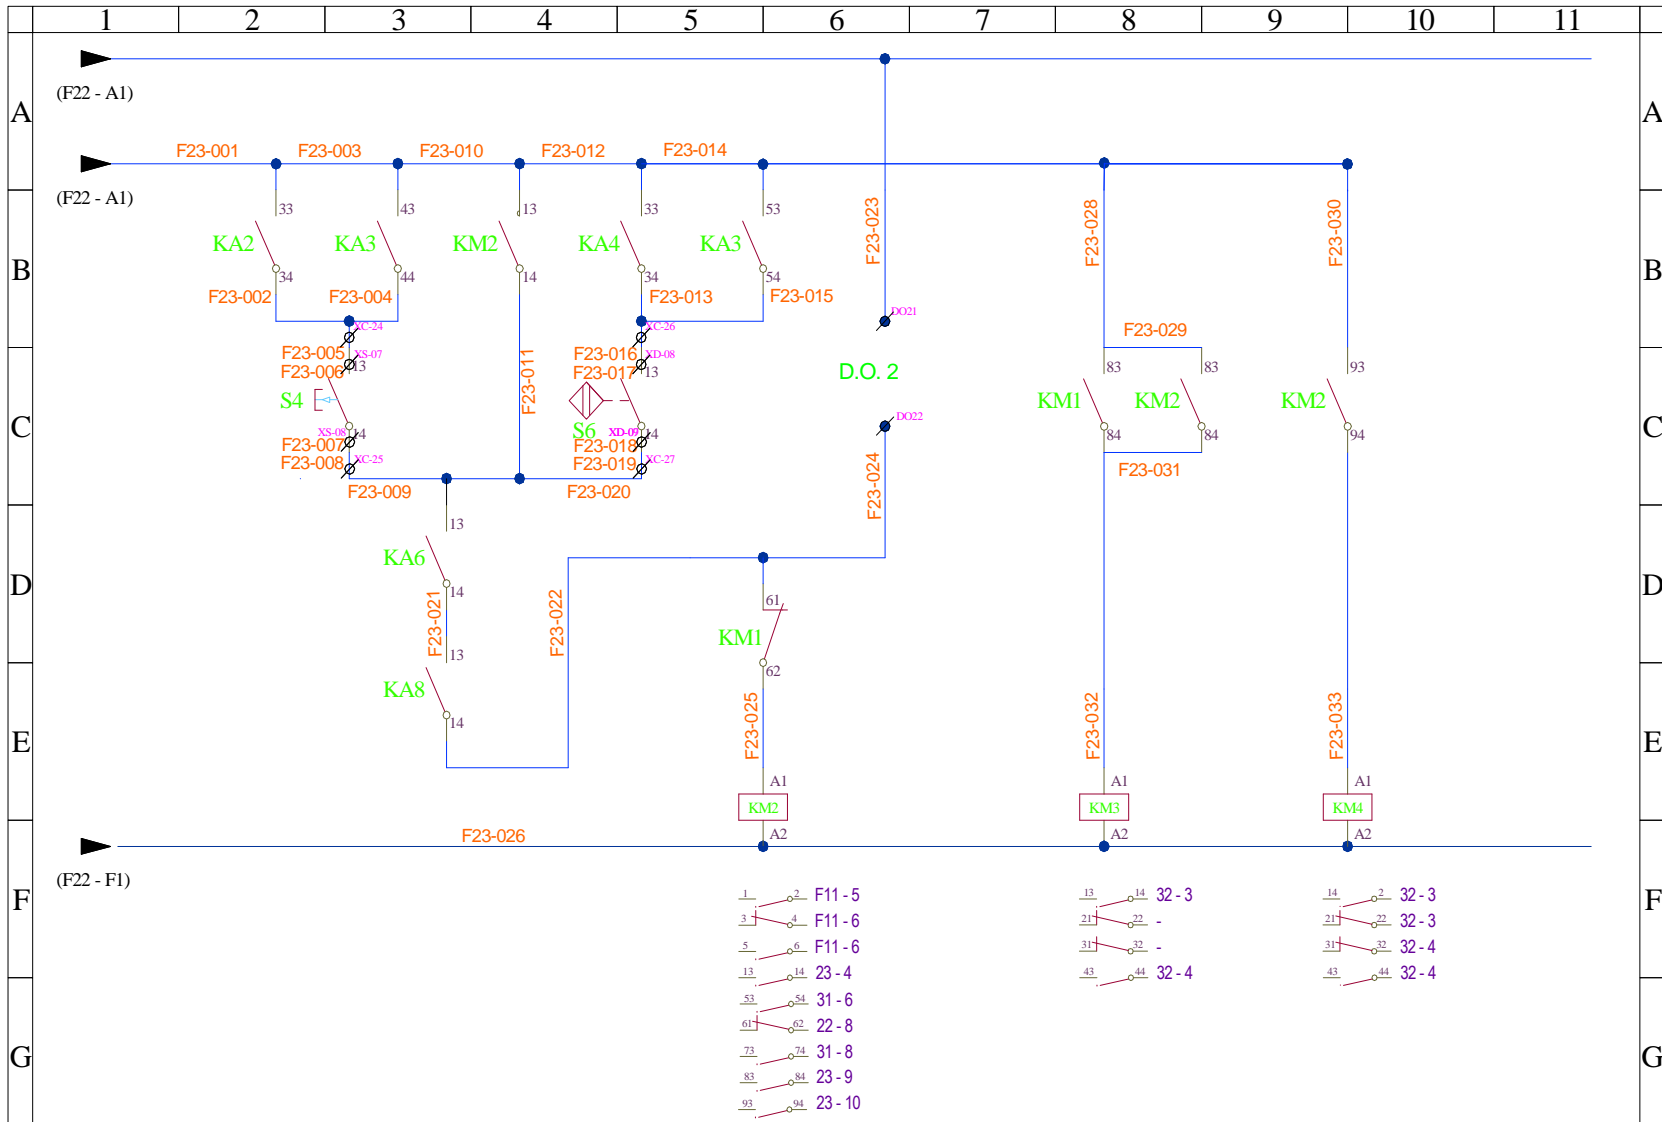 1 2 3 4 5 6 7 8 9 10 11
(F22 - A1)
A A
F23-001 F23-003 F23-010 F23-012 F23-014
(F22 - A1)
33 43 13 33 53
KA2 KA3 KM2 KA4 KA3 F23-023 F23-028 F23-030
B B
34 44 14 34 54
F23-002 F23-004 F23-013 F23-015
XC-24 XC-26 DO21
F23-029
F23-005 XS-07 F23-016 XD-08
F23-006 13 F23-011 F23-017 13 D.O. 2 83 83 93
S4 KM1 KM2 KM2
C C
XS-08 14 S6 XD-09 14 DO22 84 84 94
F23-007 F23-018
F23-008 XC-25 F23-019 XC-27 F23-031
F23-009 F23-020 F23-024
13
KA6
D D
14 61
F23-021 F23-022 KM1
13 62
KA8
14 F23-025 F23-032 F23-033
E E
A1 A1 A1
KM2 KM3 KM4
F23-026 A2 A2 A2
(F22 - F1)
F F
1 2 F11 - 5 13 14 32 - 3 14 2 32 - 3
3 4 F11 - 6 21 22 - 21 22 32 - 3
5 6 F11 - 6 31 32 - 31 32 32 - 4
13 14 23 - 4 43 44 32 - 4 43 44 32 - 4
53 54 31 - 6
61 62 22 - 8
G G
73 74 31 - 8
83 84 23 - 9
93 94 23 - 10